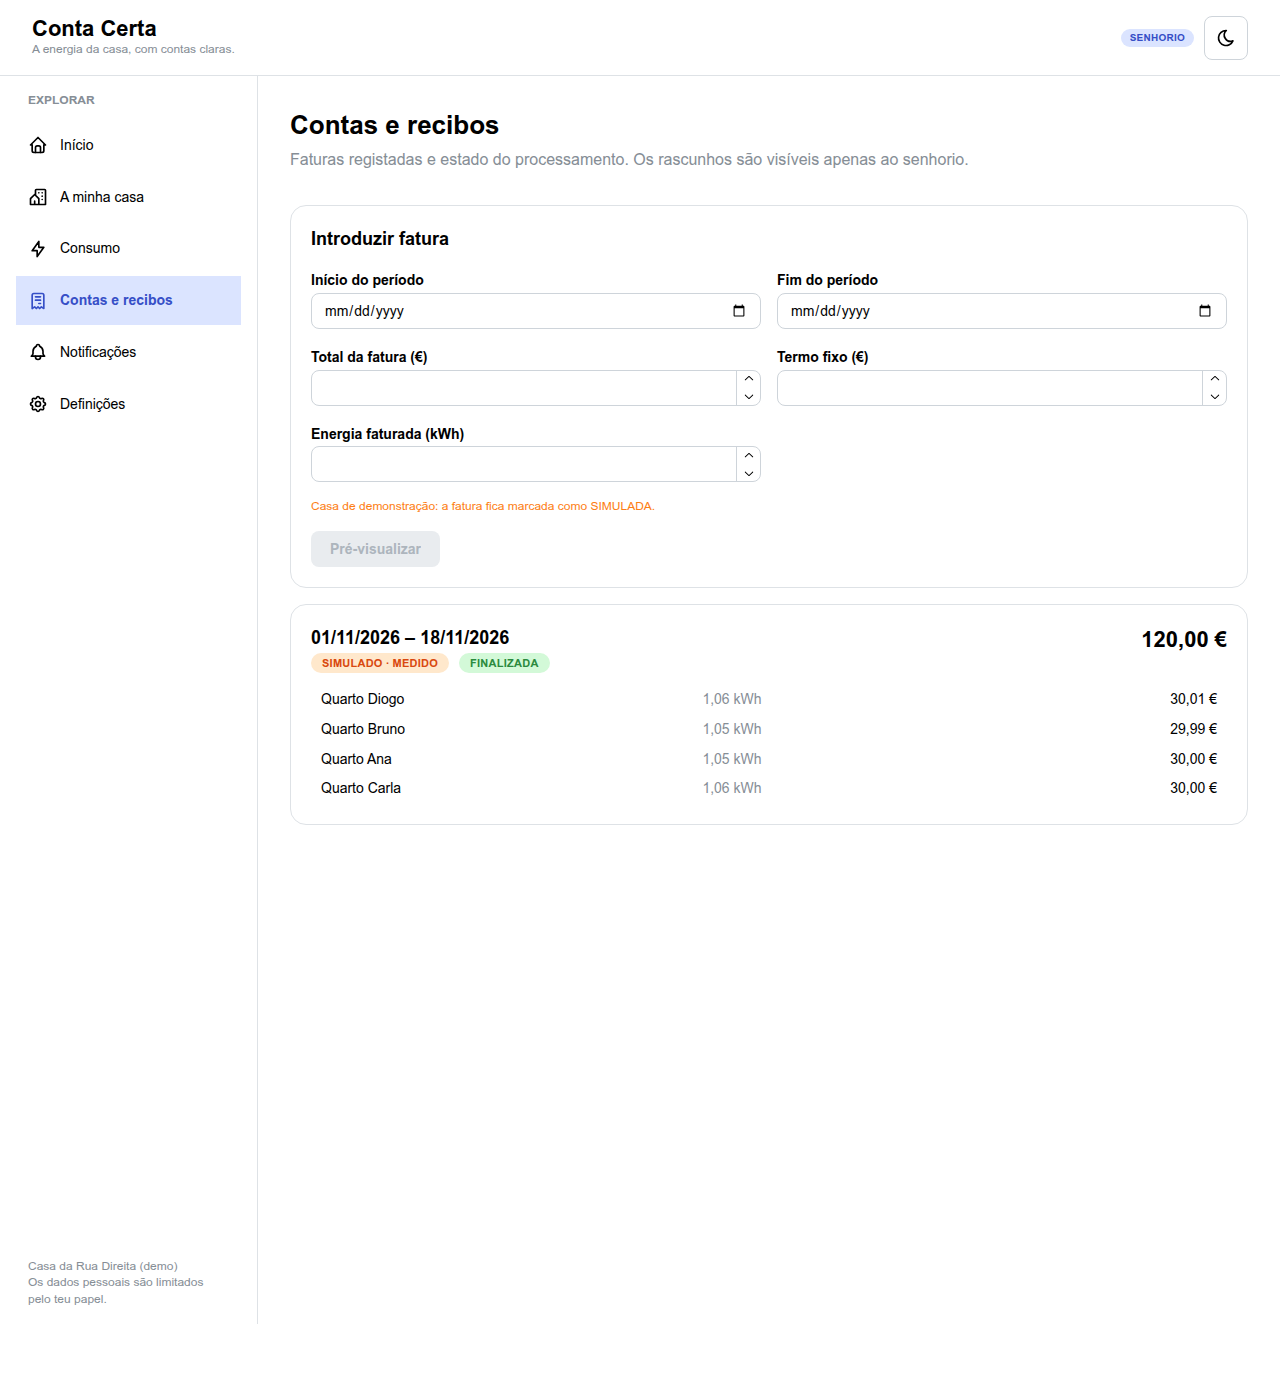 Conta Certa
A energia da casa, com contas claras.
SENHORIO
EXPLORAR
Início
A minha casa
Consumo
Contas e recibos
Notificações
Definições
Casa da Rua Direita (demo)
Os dados pessoais são limitados
pelo teu papel.
Contas e recibos
Faturas registadas e estado do processamento. Os rascunhos são visíveis apenas ao senhorio.
Introduzir fatura
Início do período
Fim do período
mm/dd/yyyy
mm/dd/yyyy
Total da fatura (€)
Termo fixo (€)
Energia faturada (kWh)
Casa de demonstração: a fatura fica marcada como SIMULADA.
Pré-visualizar
01/11/2026 – 18/11/2026
120,00 €
SIMULADO · MEDIDO
FINALIZADA
Quarto Diogo 1,06 kWh 30,01 €
Quarto Bruno 1,05 kWh 29,99 €
Quarto Ana 1,05 kWh 30,00 €
Quarto Carla 1,06 kWh 30,00 €